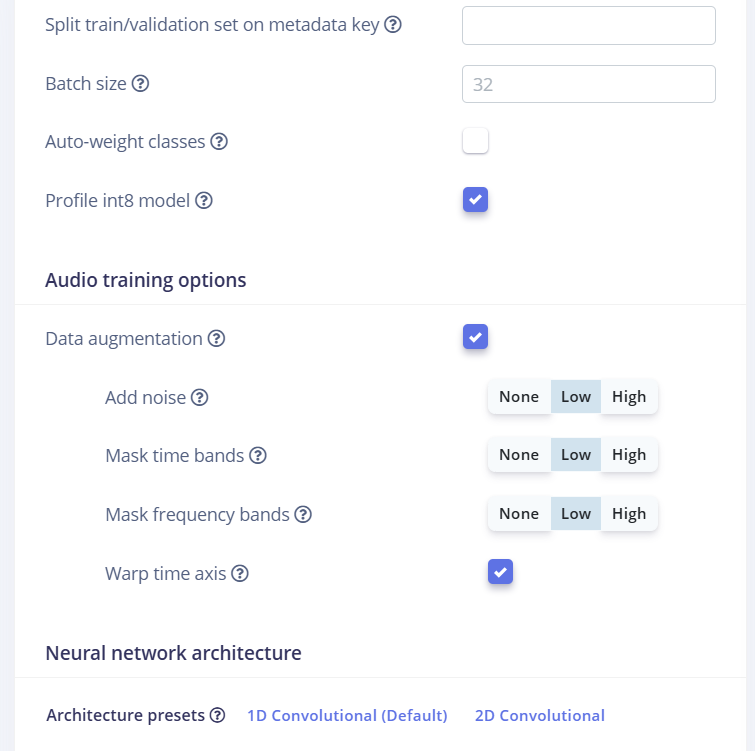 Split train/validation set on metadata key ?
Batch size ? 32
Auto-weight classes ?
Profile int8 model ?
Audio training options
Data augmentation ?
Add noise ? None Low High
Mask time bands ? None Low High
Mask frequency bands ? None Low High
Warp time axis ?
Neural network architecture
Architecture presets ? 1D Convolutional (Default) 2D Convolutional